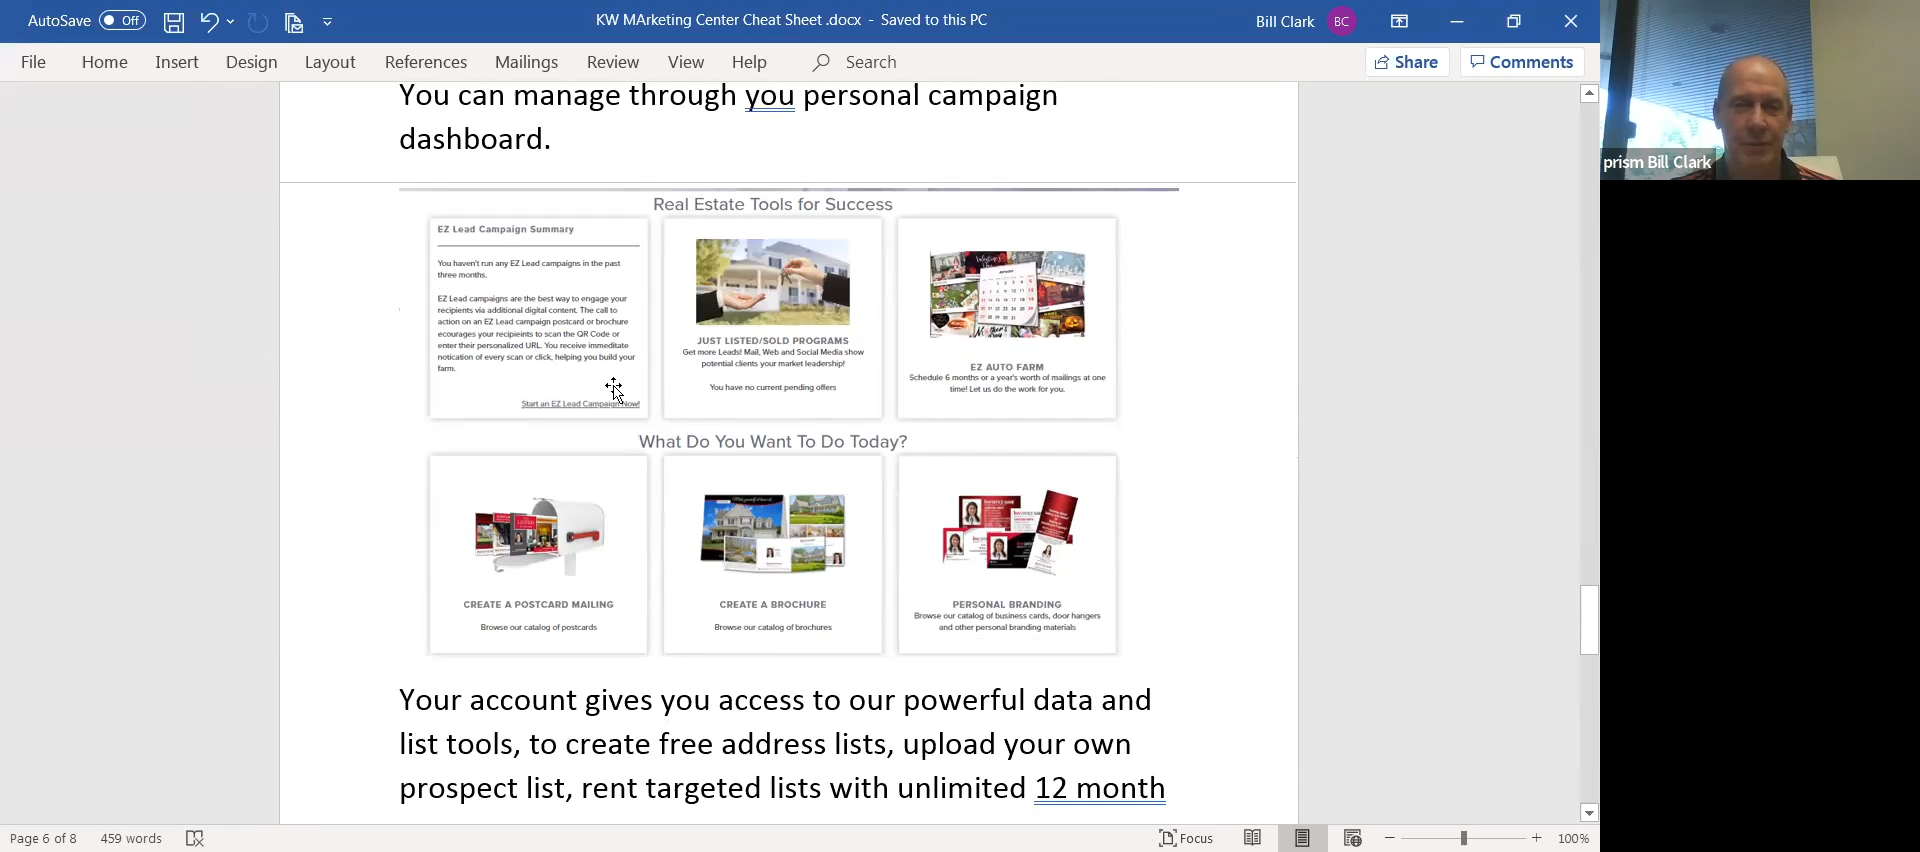 AutoSave Off
KW MArketing Center Cheat Sheet .docx - Saved to this PC
Bill Clark BC
File Home Insert Design Layout References Mailings Review View Help Search
Share Comments
prism Bill Clark
You can manage through you personal campaign
dashboard.
Real Estate Tools for Success
EZ Lead Campaign Summary
You haven't run any EZ Lead campaigns in the past
three months.
EZ Lead campaigns are the best way to engage your
recipients via additional digital content. The call to
action on an EZ Lead campaign postcard or brochure
ecourages your recipieints to scan the QR Code or
enter their personalized URL. You receive immeditate
notication of every scan or click, helping you build your
farm.
Start an EZ Lead Campaign Now!
JUST LISTED/SOLD PROGRAMS
Get more Leads! Mail, Web and Social Media show
potential clients your market leadership!
You have no current pending offers
EZ AUTO FARM
Schedule 6 months or a year's worth of mailings at one
time! Let us do the work for you.
What Do You Want To Do Today?
CREATE A POSTCARD MAILING
Browse our catalog of postcards
CREATE A BROCHURE
Browse our catalog of brochures
PERSONAL BRANDING
Browse our catalog of business cards, door hangers
and other personal branding materials
Your account gives you access to our powerful data and
list tools, to create free address lists, upload your own
prospect list, rent targeted lists with unlimited 12 month
Page 6 of 8 459 words
Focus
100%